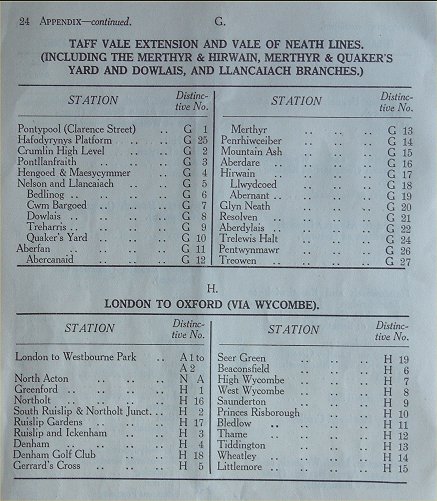 24 APPENDIX—continued. G.
TAFF VALE EXTENSION AND VALE OF NEATH LINES.
(INCLUDING THE MERTHYR & HIRWAIN, MERTHYR & QUAKER'S
YARD AND DOWLAIS, AND LLANCAIACH BRANCHES.)
STATION Distinc-
tive No.
Pontypool (Clarence Street) .. G 1
Hafodyrynys Platform .. .. G 25
Crumlin High Level .. .. G 2
Pontllanfraith .. .. G 3
Hengoed & Maesycymmer .. G 4
Nelson and Llancaiach .. .. G 5
Bedlinog .. .. .. .. G 6
Cwm Bargoed .. .. .. G 7
Dowlais .. .. .. .. G 8
Treharris .. .. .. .. G 9
Quaker's Yard .. .. .. G 10
Aberfan .. .. .. .. G 11
Abercanaid .. .. .. G 12
STATION Distinc-
tive No.
Merthyr .. .. .. G 13
Penrhiwceiber .. .. .. G 14
Mountain Ash .. .. .. G 15
Aberdare .. .. .. .. G 16
Hirwain .. .. .. .. G 17
Llwydcoed .. .. .. G 18
Abernant .. .. .. .. G 19
Glyn Neath .. .. .. G 20
Resolven .. .. .. .. G 21
Aberdylais .. .. .. G 22
Trelewis Halt .. .. .. G 24
Pentwynmawr .. .. .. G 26
Treowen .. .. .. .. G 27
H.
LONDON TO OXFORD (VIA WYCOMBE).
STATION Distinc-
tive No.
London to Westbourne Park .. A 1 to
A 2
North Acton .. .. .. N A
Greenford .. .. .. .. H 1
Northolt .. .. .. .. H 16
South Ruislip & Northolt Junct. .. H 2
Ruislip Gardens .. .. .. H 17
Ruislip and Ickenham .. .. H 3
Denham .. .. .. .. H 4
Denham Golf Club .. .. H 18
Gerrard's Cross .. .. .. H 5
STATION Distinc-
tive No.
Seer Green .. .. .. H 19
Beaconsfield .. .. .. H 6
High Wycombe .. .. .. H 7
West Wycombe .. .. .. H 8
Saunderton .. .. .. H 9
Princes Risborough .. .. H 10
Bledlow .. .. .. .. H 11
Thame .. .. .. .. H 12
Tiddington .. .. .. H 13
Wheatley .. .. .. .. H 14
Littlemore .. .. .. .. H 15